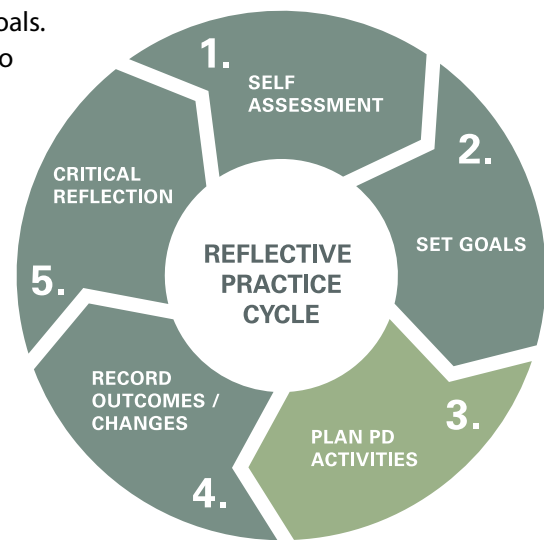 oals.
o
1.
SELF
ASSESSMENT
2.
SET GOALS
3.
PLAN PD
ACTIVITIES
4.
RECORD
OUTCOMES /
CHANGES
5.
CRITICAL
REFLECTION
REFLECTIVE
PRACTICE
CYCLE